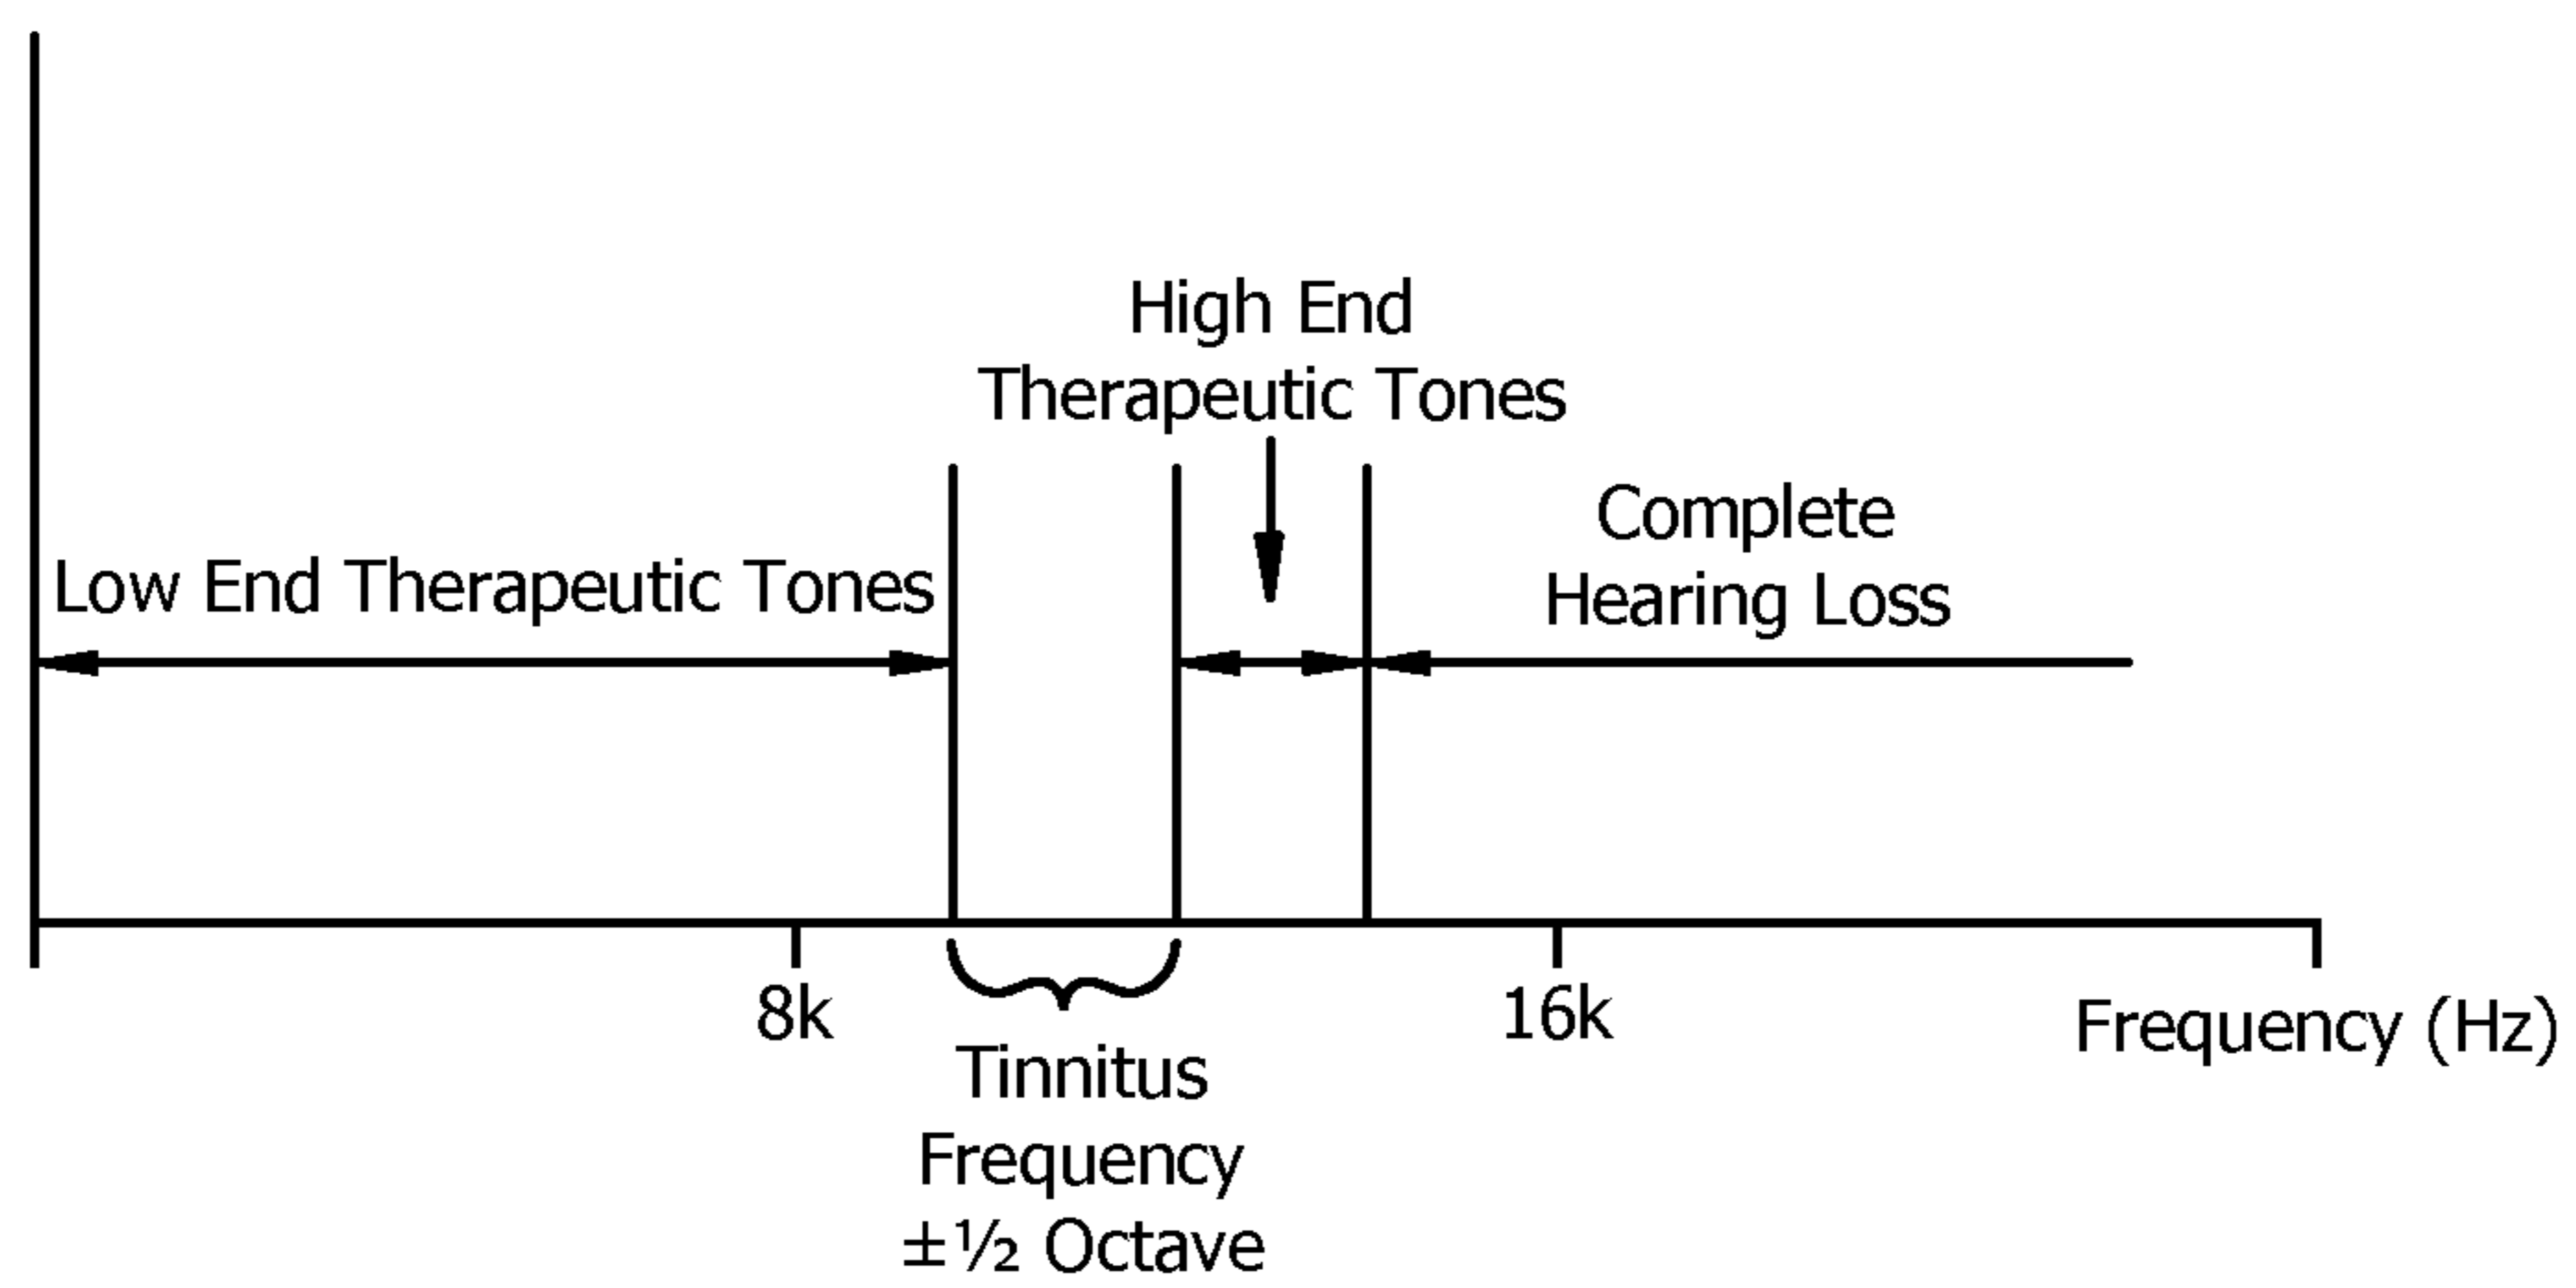 High End
Therapeutic Tones
Complete
Hearing Loss
Low End Therapeutic Tones
8k
16k
Frequency (Hz)
Tinnitus
Frequency
±½ Octave